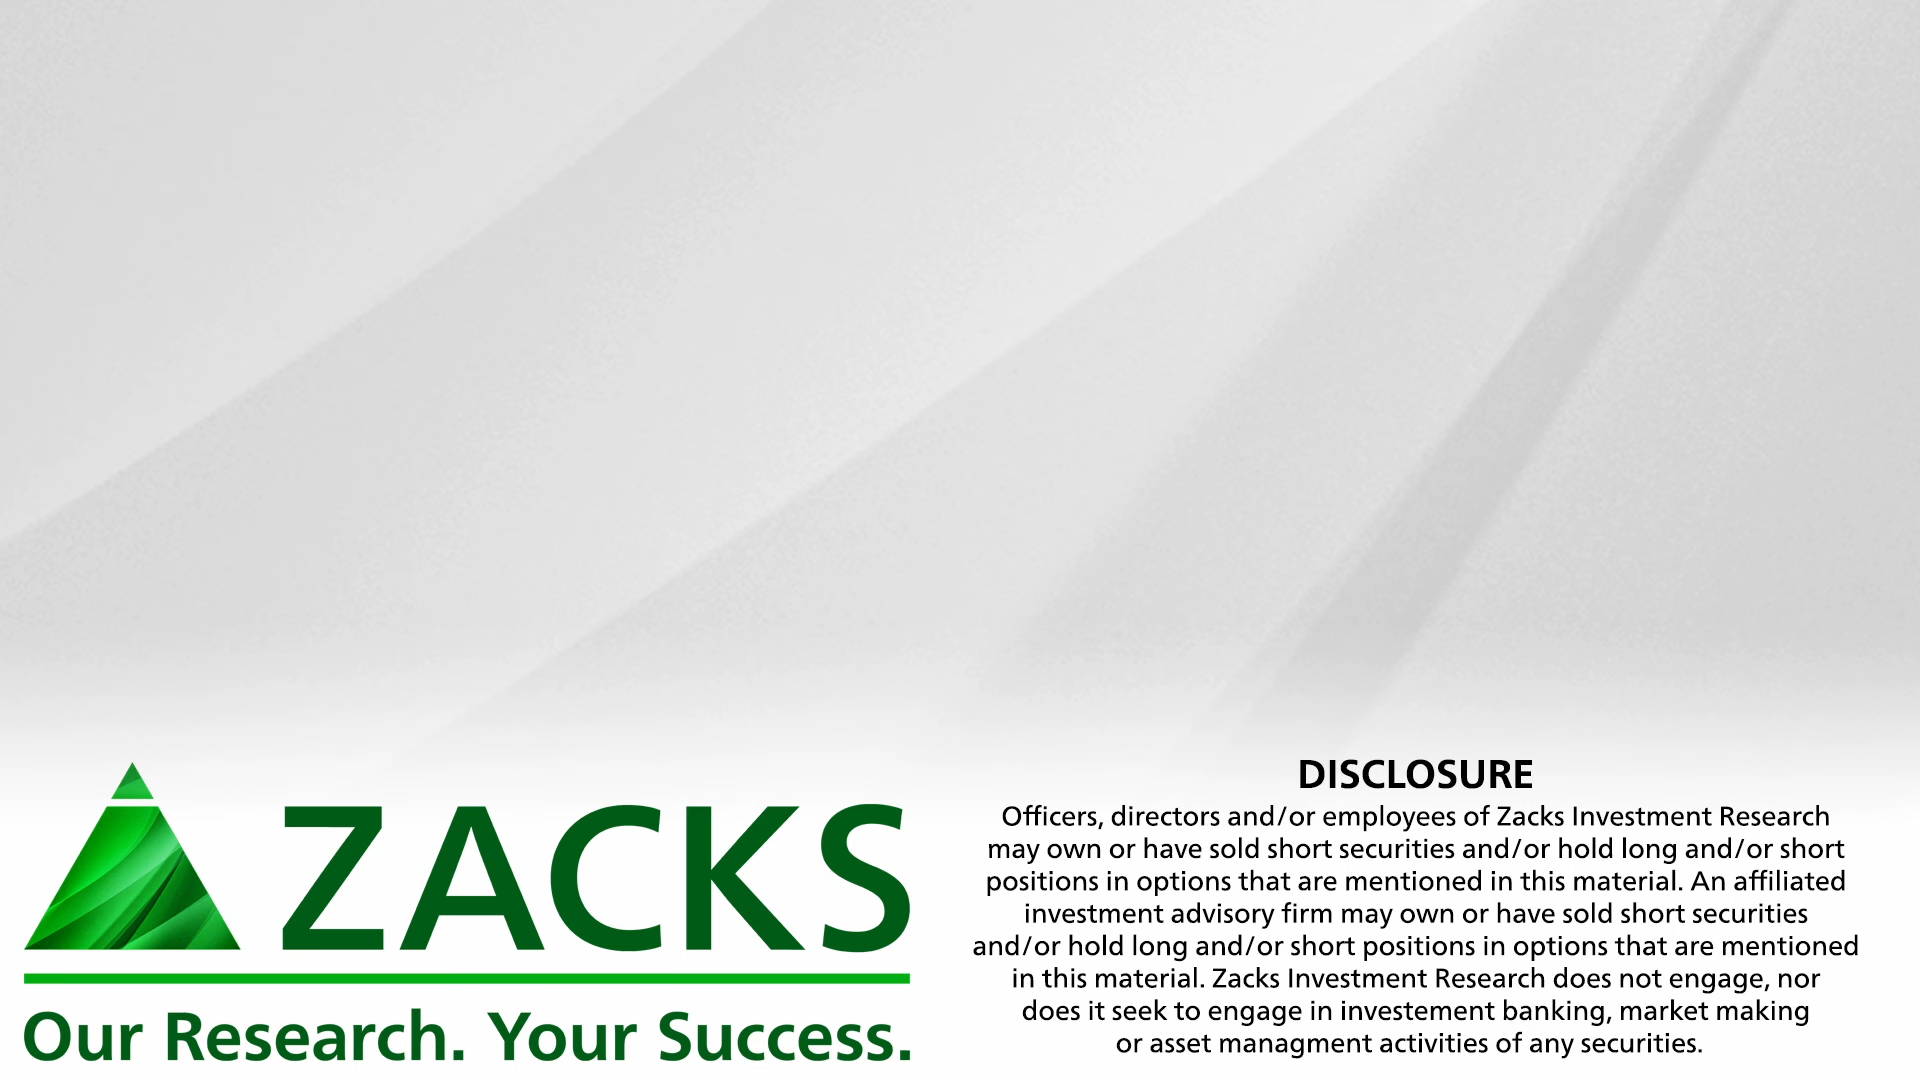 ZACKS
Our Research. Your Success.
DISCLOSURE
Officers, directors and/or employees of Zacks Investment Research
may own or have sold short securities and/or hold long and/or short
positions in options that are mentioned in this material. An affiliated
investment advisory firm may own or have sold short securities
and/or hold long and/or short positions in options that are mentioned
in this material. Zacks Investment Research does not engage, nor
does it seek to engage in investement banking, market making
or asset managment activities of any securities.